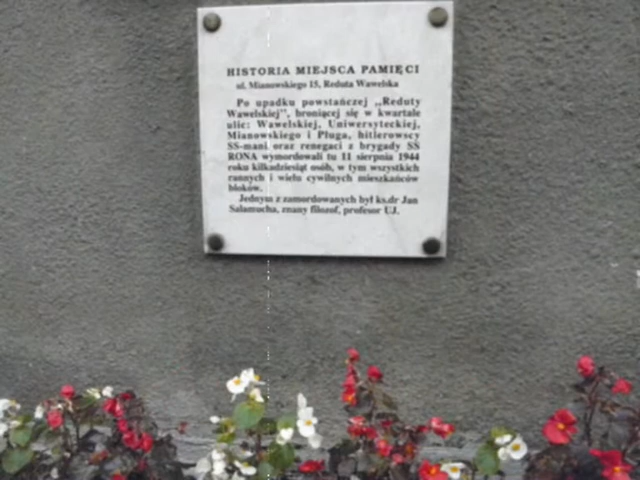 HISTORIA MIEJSCA PAMIĘCI
ul. Mianowskiego 15, Reduta Wawelska
Po upadku powstańczej „Reduty
Wawelskiej", broniącej się w kwartale
ulic: Wawelskiej, Uniwersyteckiej,
Mianowskiego i Pługa, hitlerowscy
SS-mani oraz renegaci z brygady SS
RONA wymordowali tu 11 sierpnia 1944
roku kilkadziesiąt osób, w tym wszystkich
rannych i wielu cywilnych mieszkańców
bloków.
Jednym z zamordowanych był ks.dr Jan
Salamucha, znany filozof, profesor UJ.